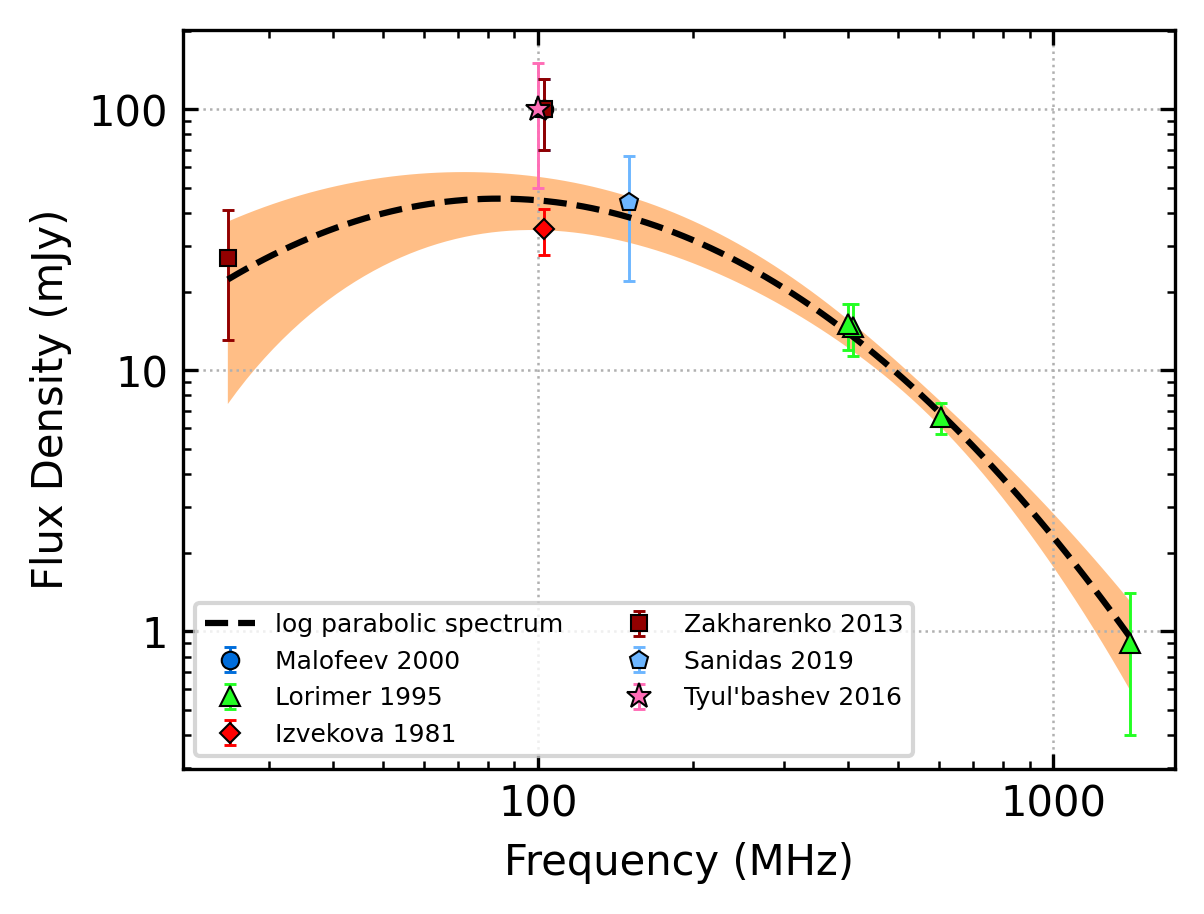 Flux Density (mJy)
100
10
1
log parabolic spectrum
Malofeev 2000
Lorimer 1995
Izvekova 1981
Zakharenko 2013
Sanidas 2019
Tyul'bashev 2016
100
1000
Frequency (MHz)